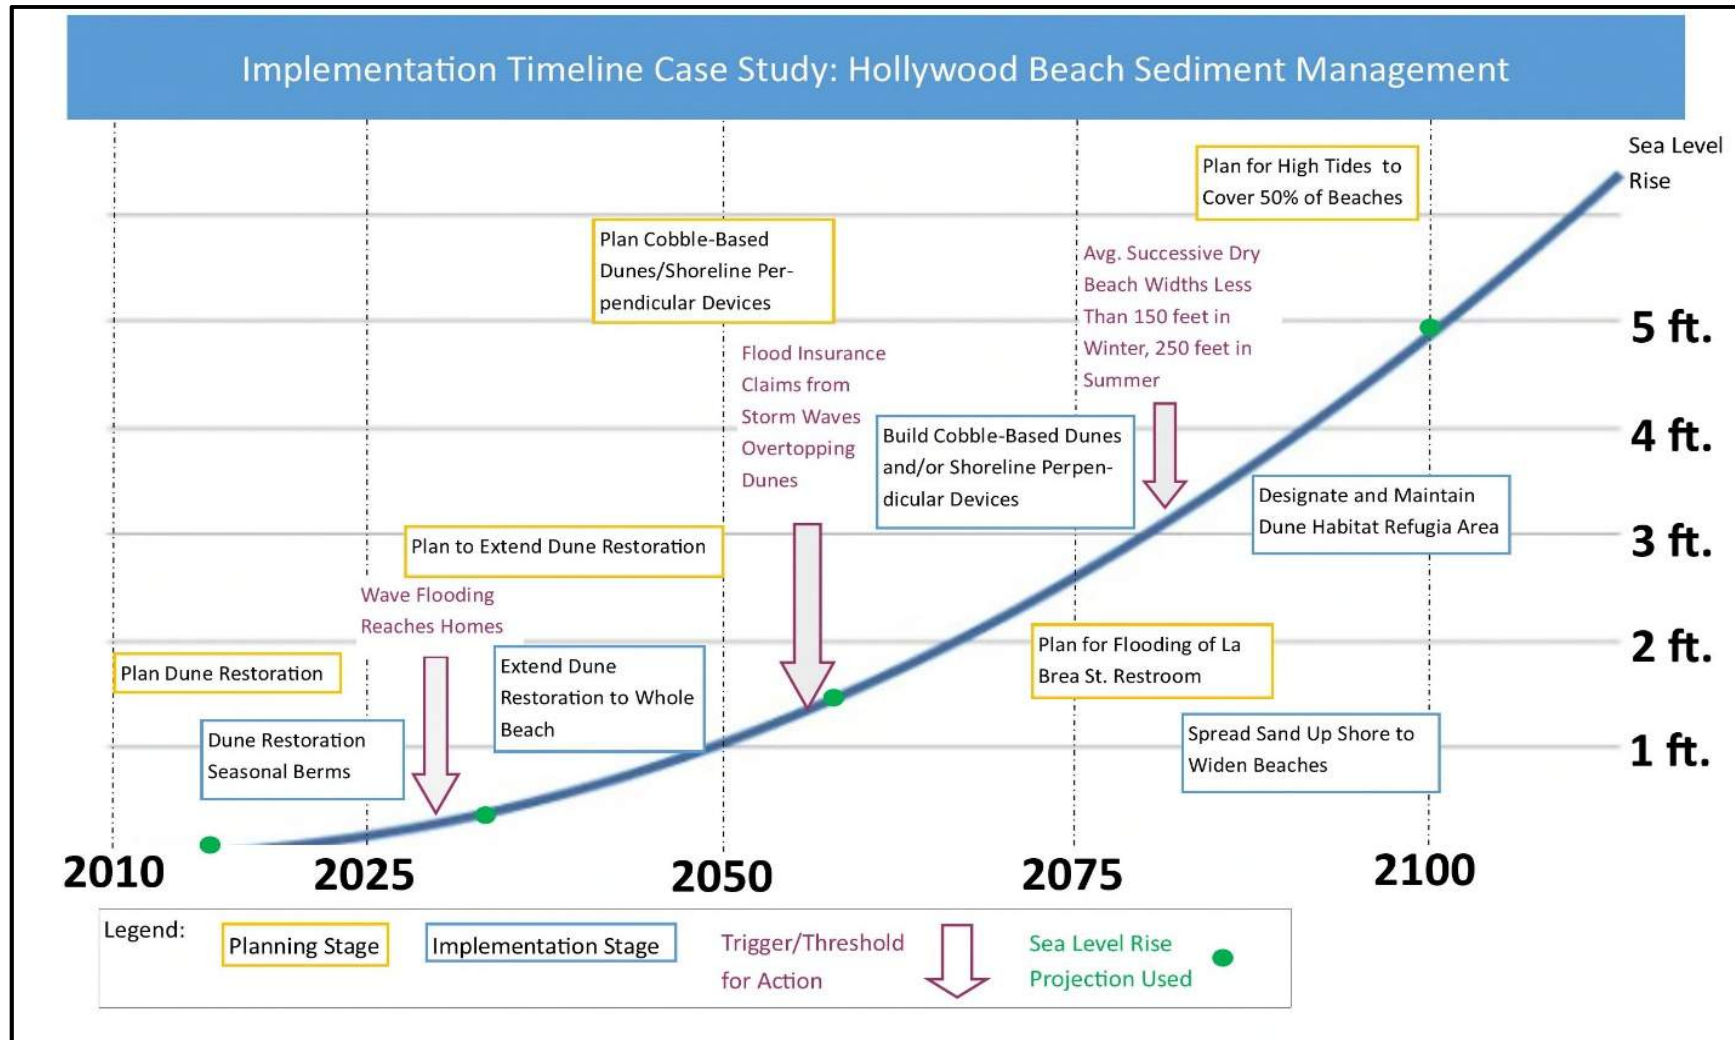 Implementation Timeline Case Study: Hollywood Beach Sediment Management
Sea Level
Rise
Plan for High Tides to
Cover 50% of Beaches
Plan Cobble-Based
Dunes/Shoreline Per-
pendicular Devices
Avg. Successive Dry
Beach Widths Less
Than 150 feet in
Winter, 250 feet in
Summer
5 ft.
Flood Insurance
Claims from
Storm Waves
Overtopping
Dunes
Build Cobble-Based Dunes
and/or Shoreline Perpen-
dicular Devices
4 ft.
Designate and Maintain
Dune Habitat Refugia Area
Plan to Extend Dune Restoration
3 ft.
Wave Flooding
Reaches Homes
Plan Dune Restoration
Extend Dune
Restoration to Whole
Beach
Plan for Flooding of La
Brea St. Restroom
2 ft.
Dune Restoration
Seasonal Berms
Spread Sand Up Shore to
Widen Beaches
1 ft.
2010
2025
2050
2075
2100
Legend:
Planning Stage
Implementation Stage
Trigger/Threshold
for Action
Sea Level Rise
Projection Used